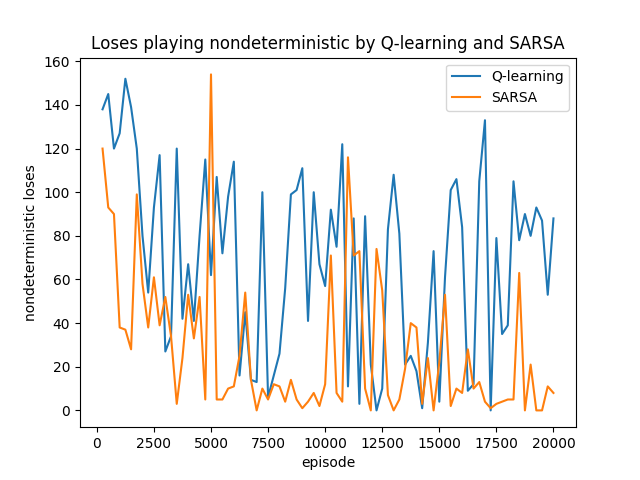 Loses playing nondeterministic by Q-learning and SARSA
160
140
120
100
80
60
40
20
0
nondeterministic loses
Q-learning
SARSA
0 2500 5000 7500 10000 12500 15000 17500 20000
episode